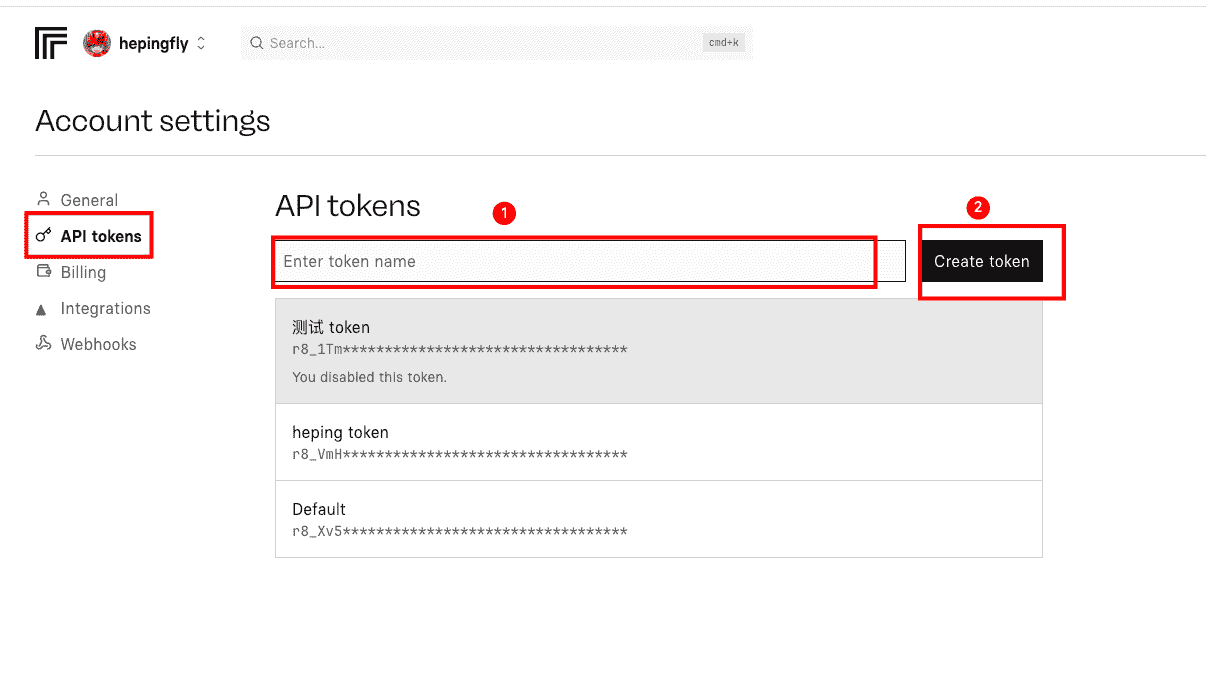 hepingfly
Search...
cmd+k
Account settings
General
API tokens
Billing
Integrations
Webhooks
API tokens
1
2
Enter token name
Create token
测试 token
r8_1Tm**********************************
You disabled this token.
heping token
r8_VmH**********************************
Default
r8_Xv5**********************************